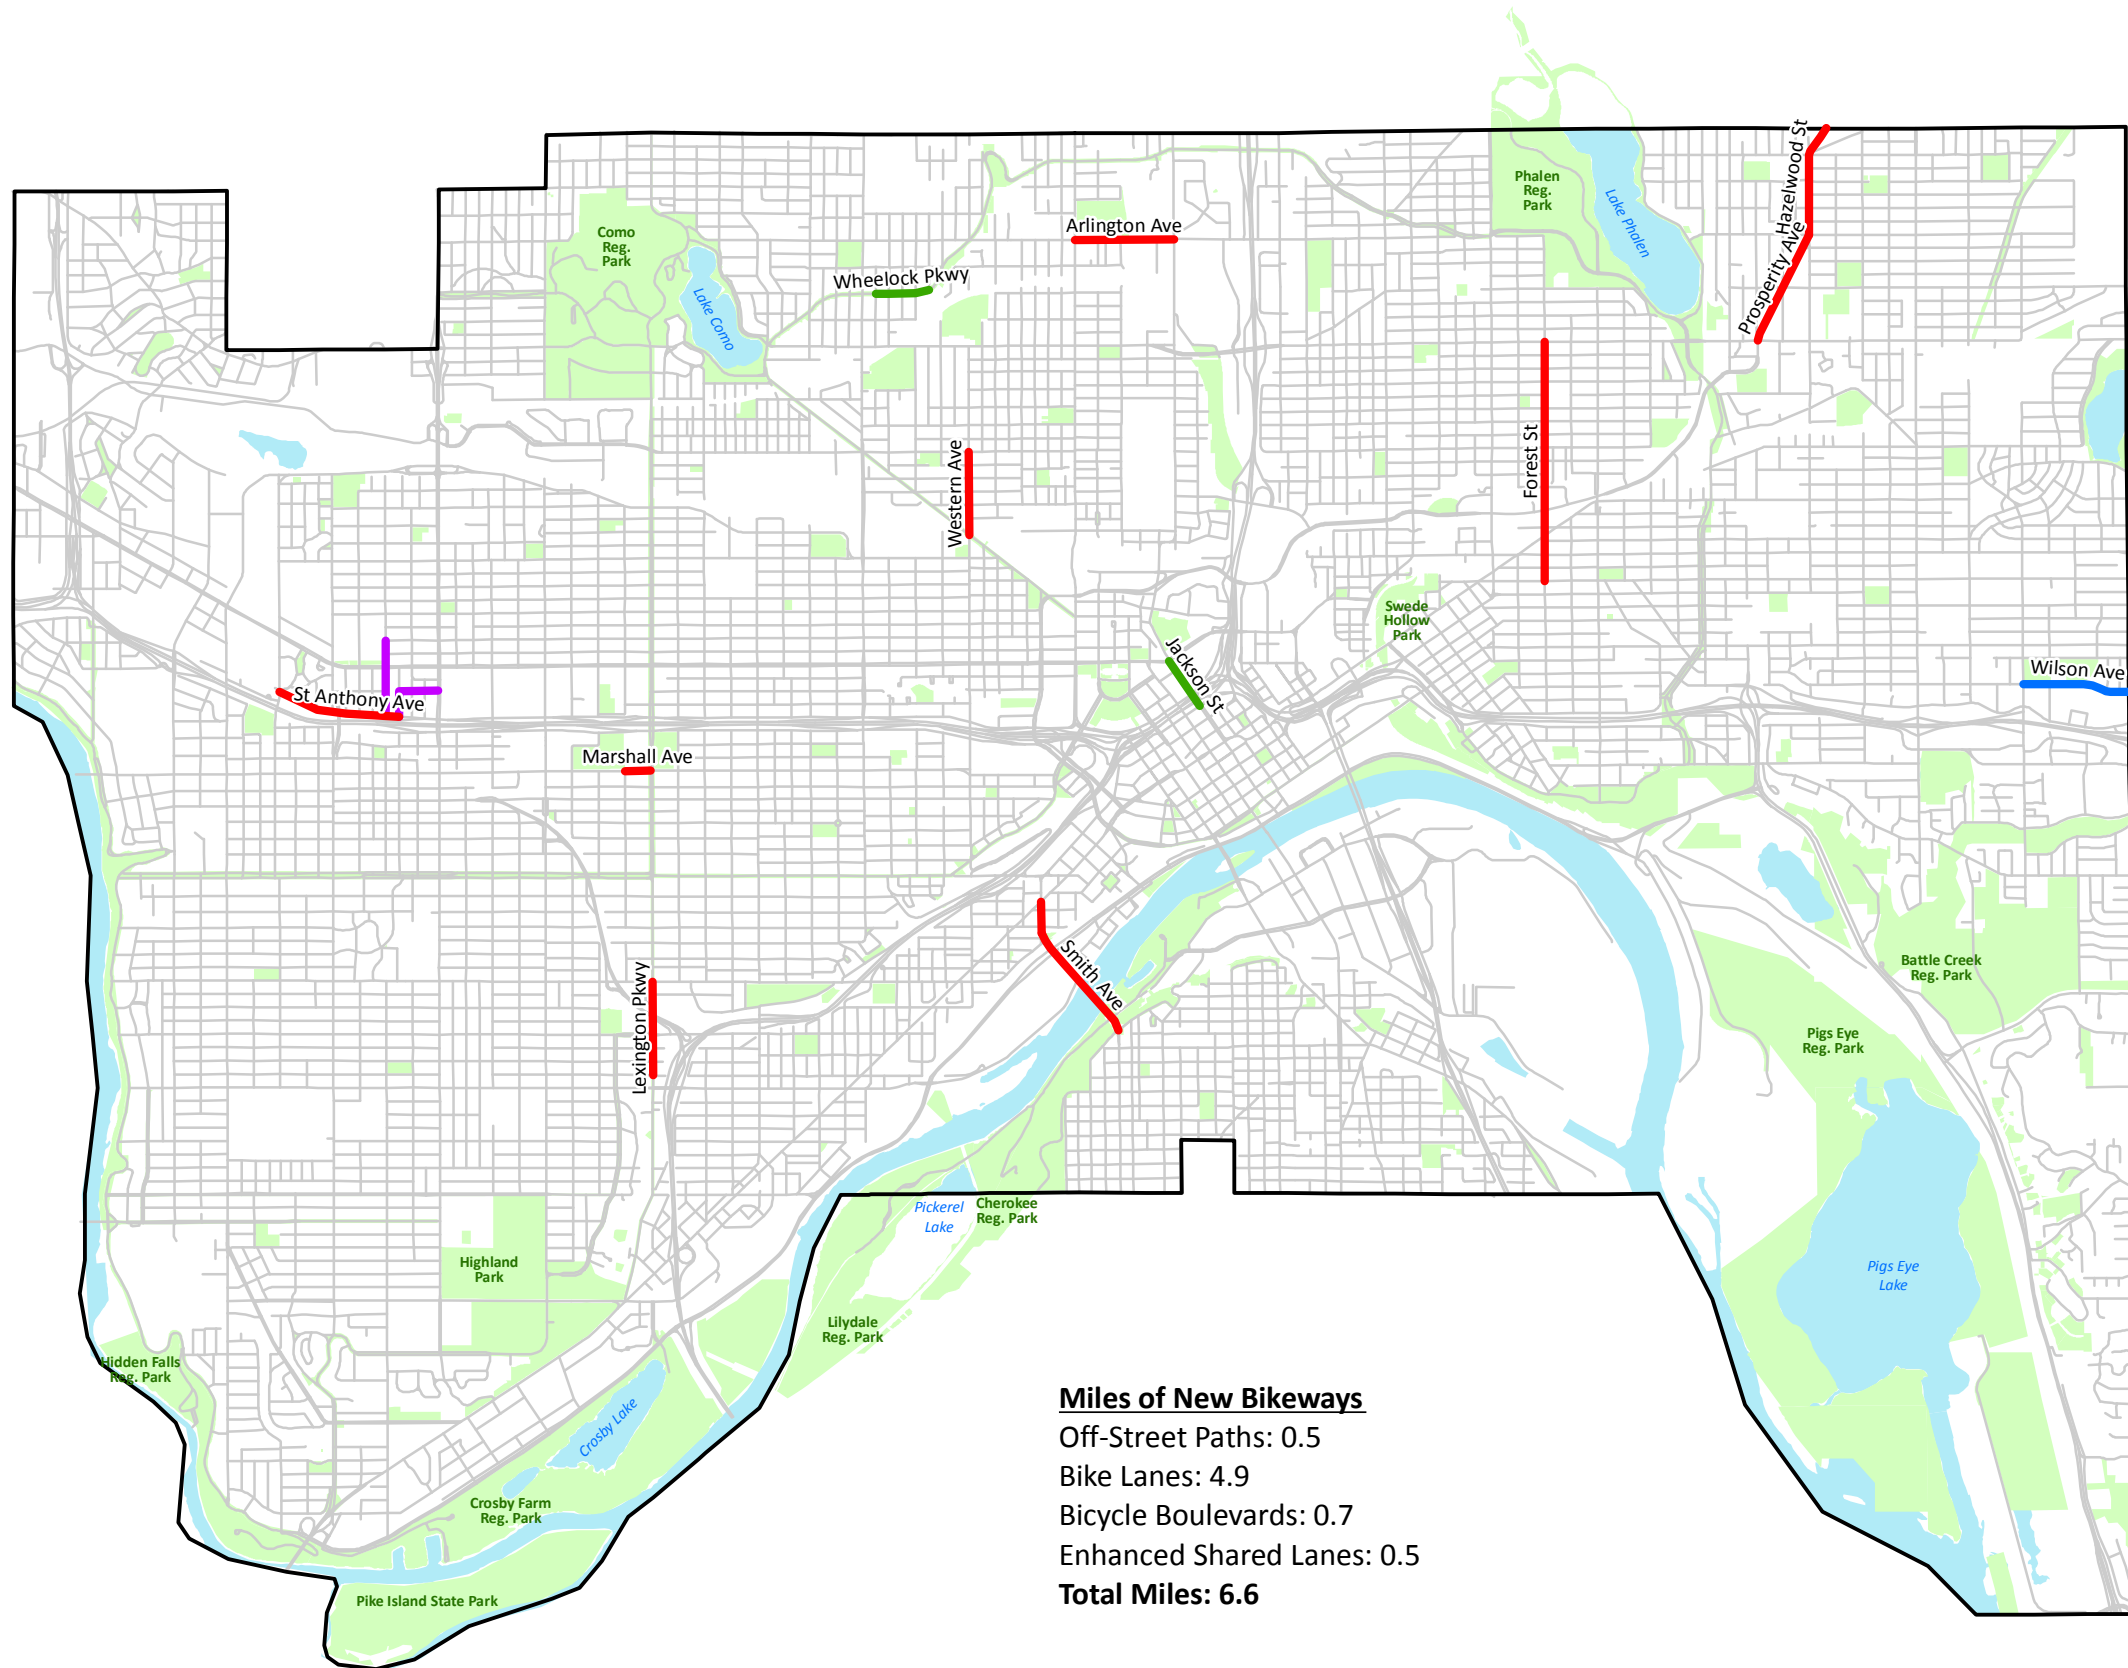 Hazelwood St
Phalen
Reg.
Park
Lake Phalen
Arlington Ave
Como
Reg.
Park
Wheelock Pkwy
Lake Como
Prosperity Ave
Western Ave
Forest St
Swede
Hollow
Park
Jackson St
Wilson Ave
St Anthony Ave
Marshall Ave
Smith Ave
Lexington Pkwy
Battle Creek
Reg. Park
Pigs Eye
Reg. Park
Pickerel
Lake
Cherokee
Reg. Park
Highland
Park
Pigs Eye
Lake
Lilydale
Reg. Park
Hidden Falls
Reg. Park
Crosby Lake
Crosby Farm
Reg. Park
Pike Island State Park
Miles of New Bikeways
Off-Street Paths: 0.5
Bike Lanes: 4.9
Bicycle Boulevards: 0.7
Enhanced Shared Lanes: 0.5
Total Miles: 6.6